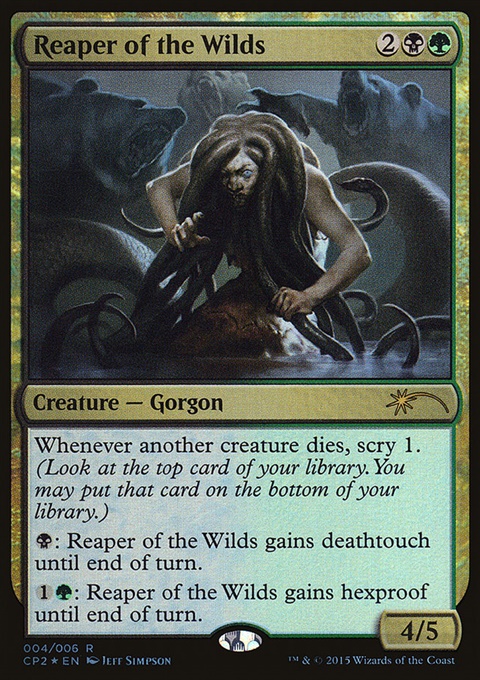 Reaper of the Wilds 2
Creature — Gorgon
Whenever another creature dies, scry 1.
(Look at the top card of your library. You
may put that card on the bottom of your
library.)
: Reaper of the Wilds gains deathtouch
until end of turn.
1 : Reaper of the Wilds gains hexproof
until end of turn.
4/5
004/006 R
CP2 ★ EN Jeff Simpson
™ & © 2015 Wizards of the Coast